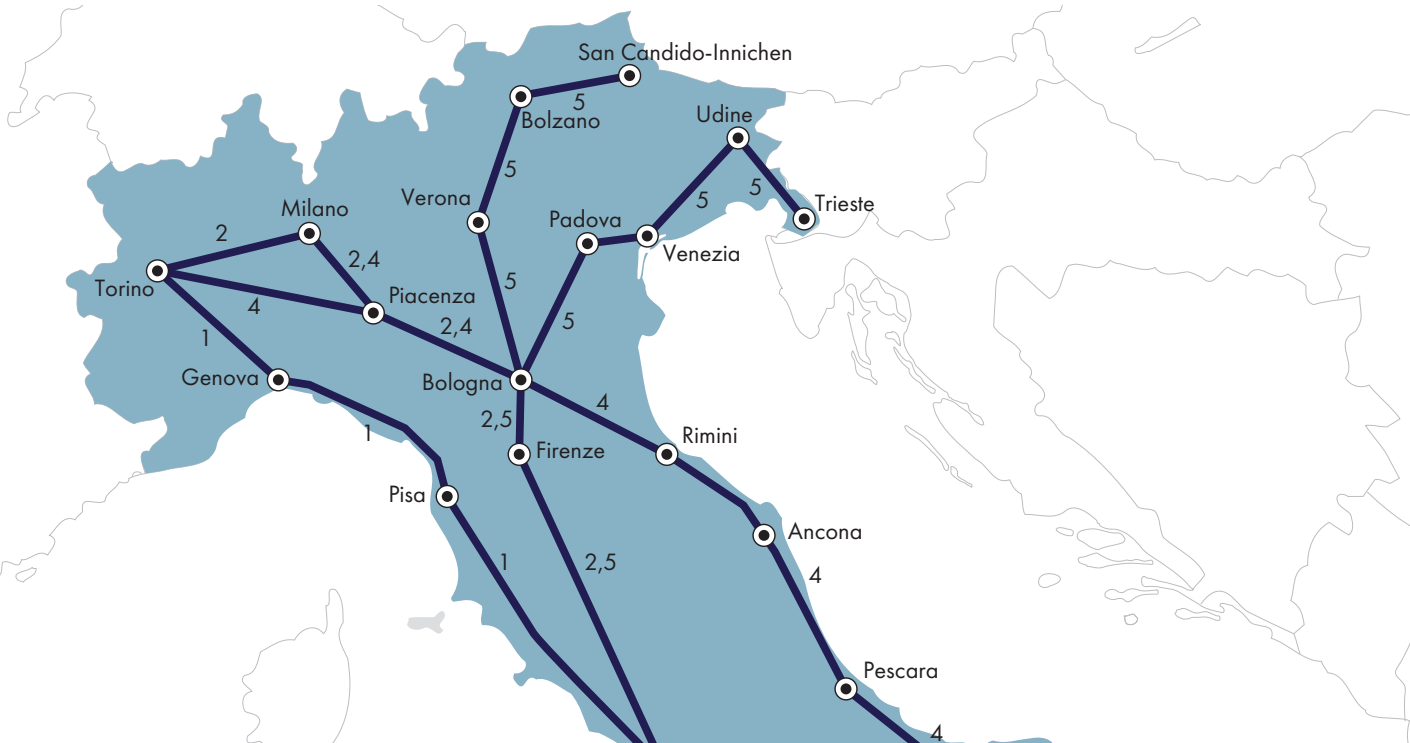 San Candido-Innichen
5
Bolzano
Udine
5
5
5
Verona
Trieste
Milano
Padova
2
Venezia
2,4
5
Torino
4
Piacenza
2,4
5
1
Genova
Bologna
4
2,5
1
Rimini
Firenze
Pisa
Ancona
1
2,5
4
Pescara
4